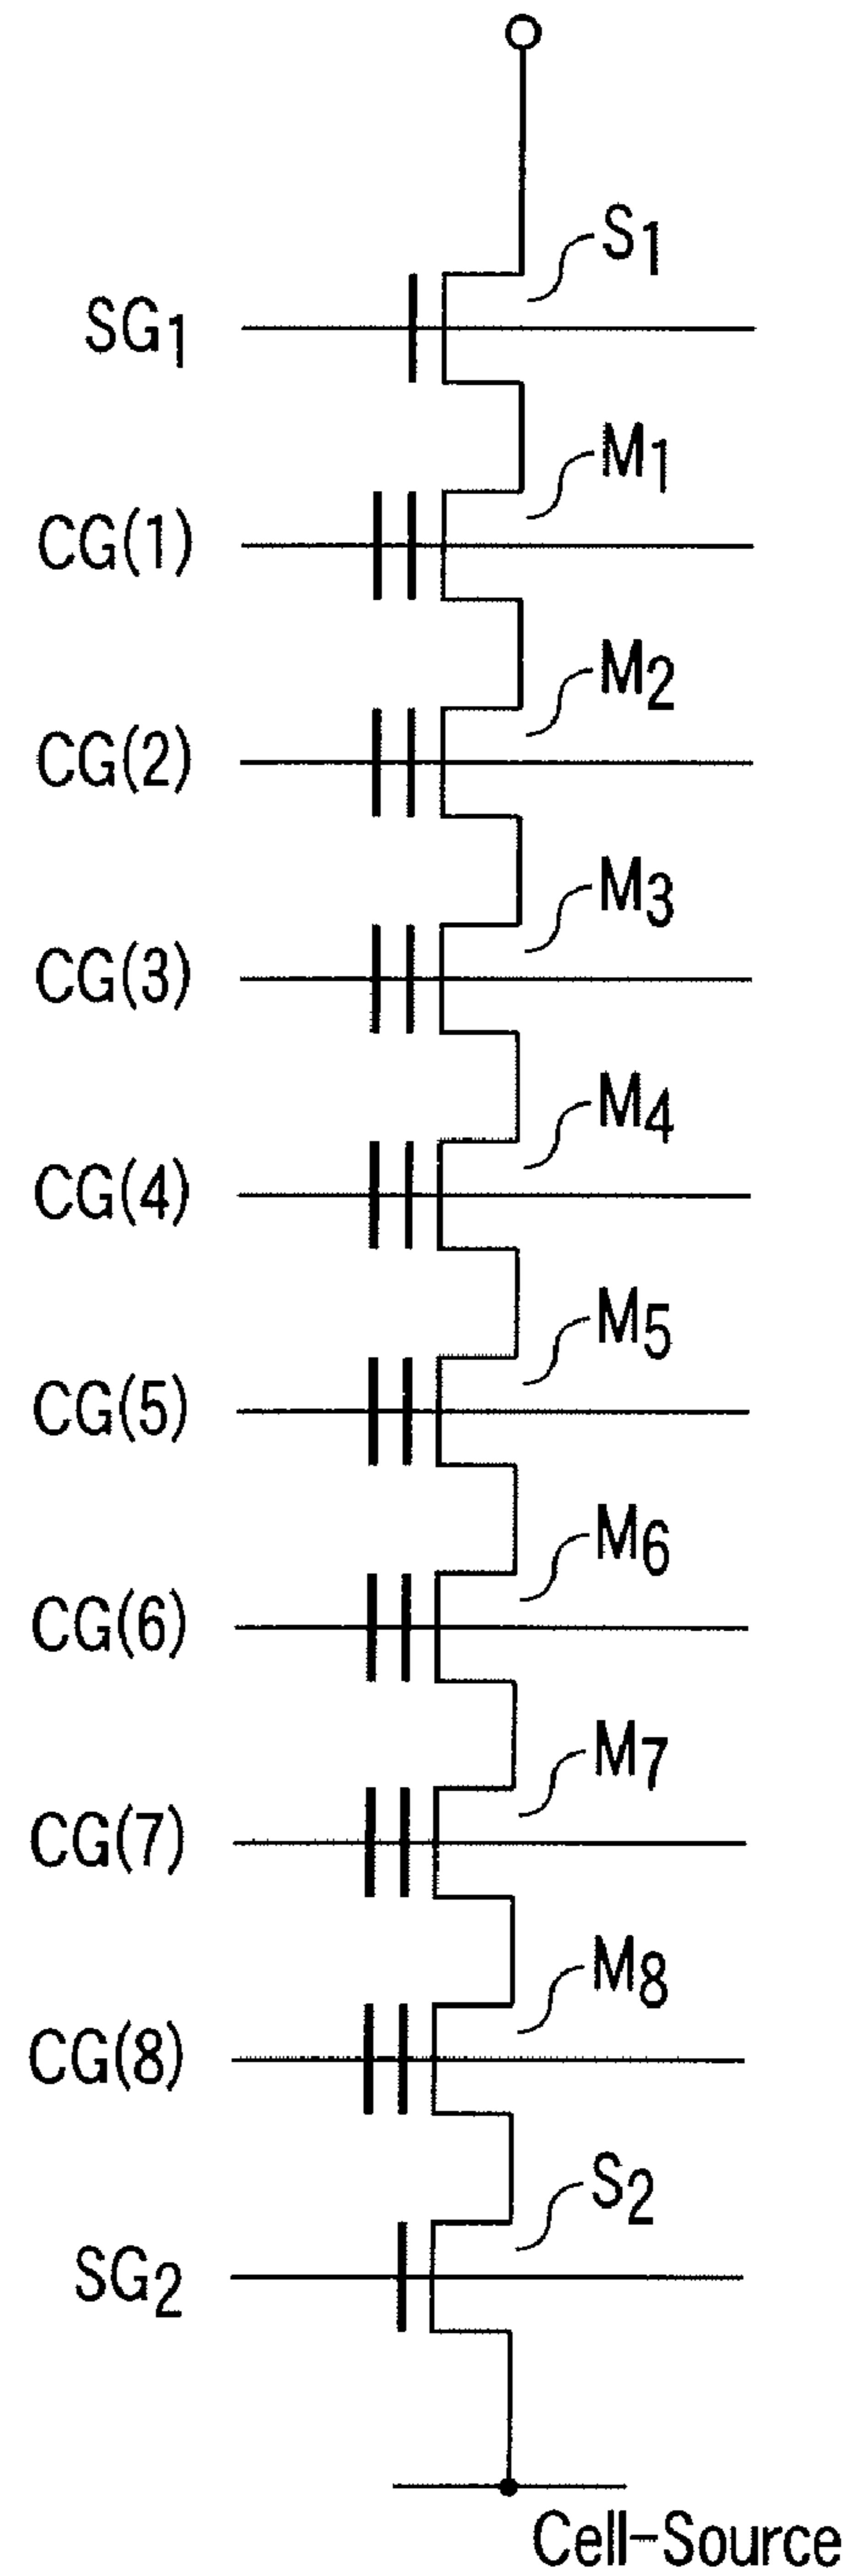 S1
SG1
M1
CG(1)
M2
CG(2)
M3
CG(3)
M4
CG(4)
M5
CG(5)
M6
CG(6)
M7
CG(7)
M8
CG(8)
S2
SG2
Cell-Source